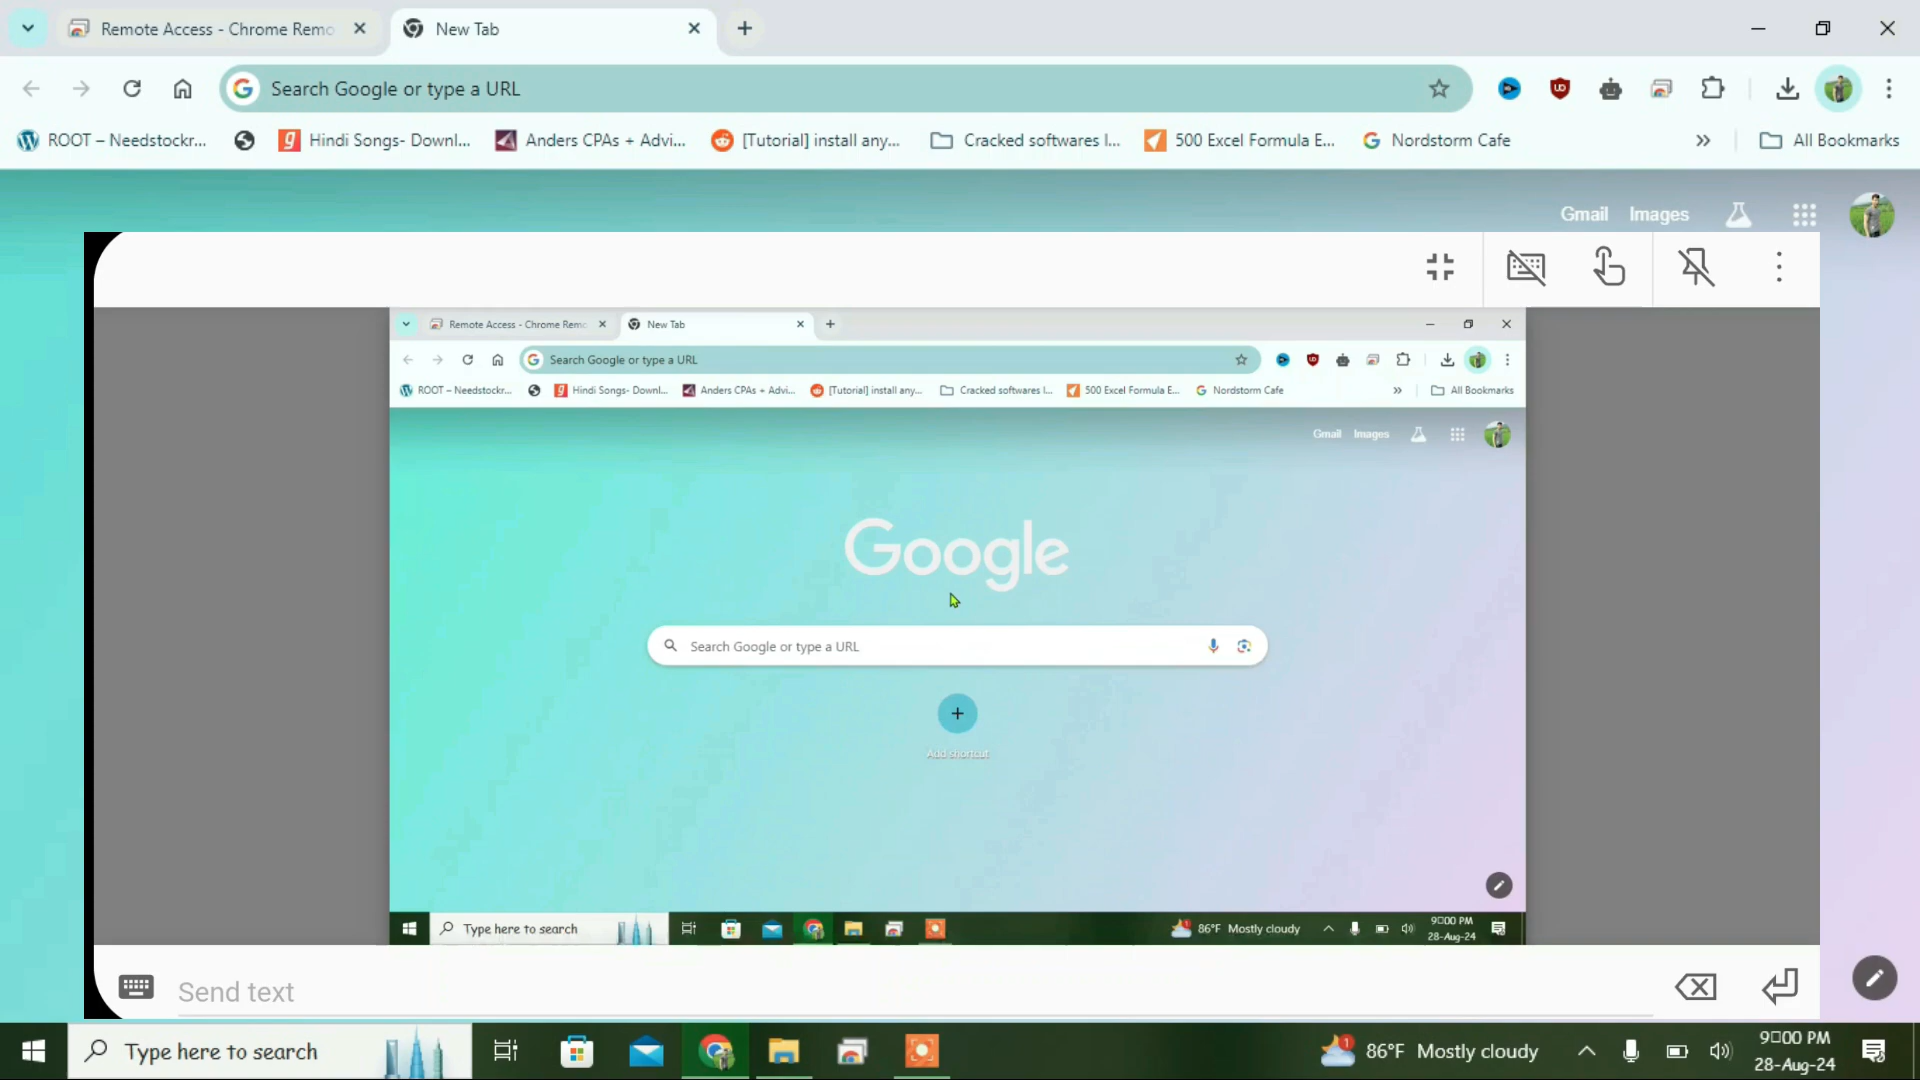 Remote Access - Chrome Remo
New Tab
Search Google or type a URL
ROOT – Needstockr...
Hindi Songs- Downl...
Anders CPAs + Advi...
[Tutorial] install any...
Cracked softwares l...
500 Excel Formula E...
Nordstorm Cafe
All Bookmarks
Gmail
Images
Remote Access - Chrome Remo
New Tab
Search Google or type a URL
ROOT – Needstockr...
Hindi Songs- Downl...
Anders CPAs + Advi...
[Tutorial] install any...
Cracked softwares l...
500 Excel Formula E...
Nordstorm Cafe
All Bookmarks
Gmail
Images
Google
Search Google or type a URL
Add shortcut
Type here to search
86°F Mostly cloudy
9□00 PM
28-Aug-24
Send text
Type here to search
86°F Mostly cloudy
9□00 PM
28-Aug-24